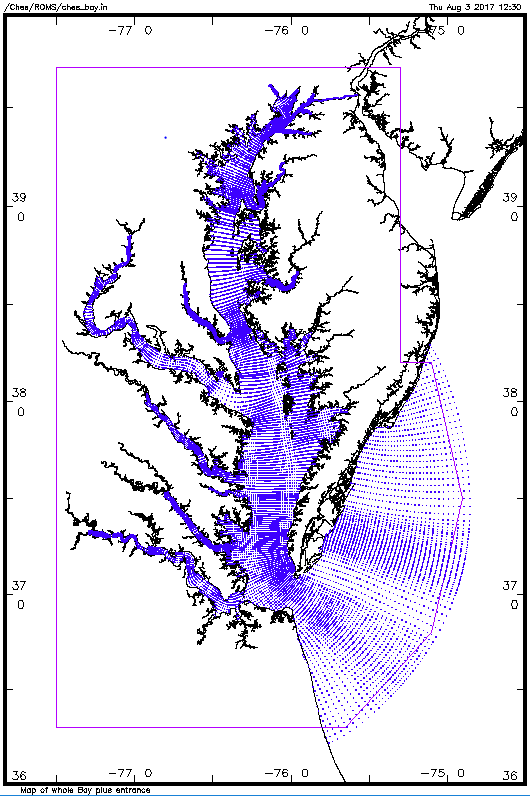 /Ches/ROMS/ches_bay.in Thu Aug 3 2017 12:30
-77 0 -76 0 -75 0
39 0 39 0
38 0 38 0
37 0 37 0
36 -77 0 -76 0 -75 0 36
Map of whole Bay plus entrance